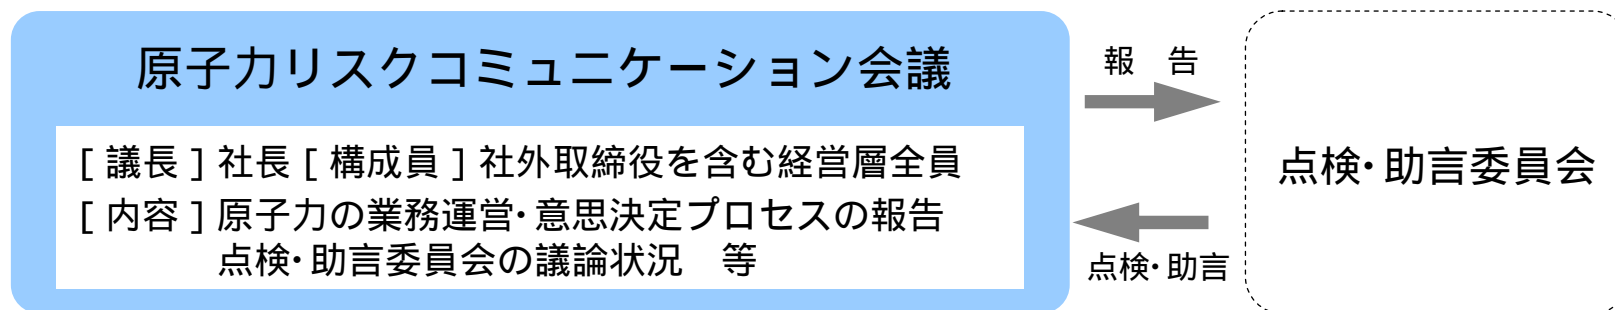 原子力リスクコミュニケーション会議
[ 議長 ] 社長 [ 構成員 ] 社外取締役を含む経営層全員
[ 内容 ] 原子力の業務運営・意思決定プロセスの報告
点検・助言委員会の議論状況　等
報　告
点検・助言
点検・助言委員会